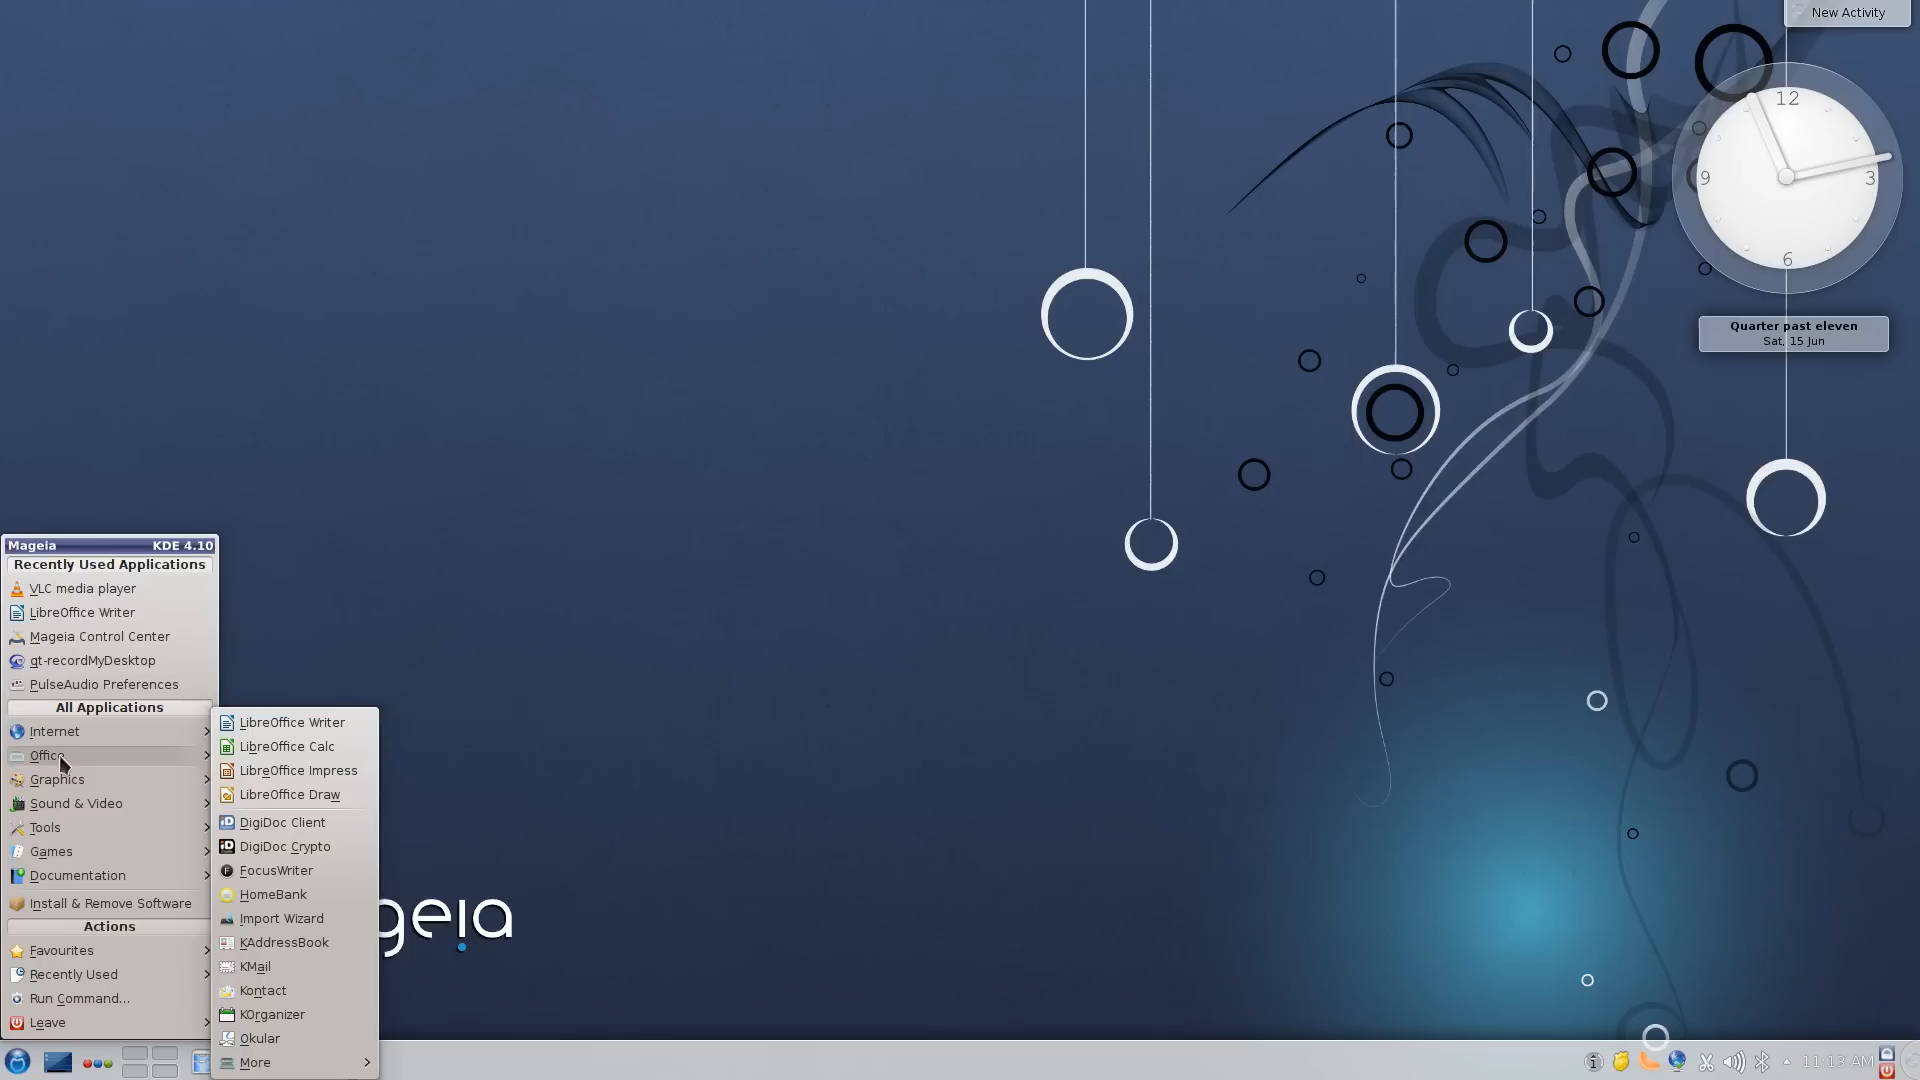 New Activity
12
9
3
6
Quarter past eleven
Sat, 15 Jun
Mageia KDE 4.10
Recently Used Applications
VLC media player
LibreOffice Writer
Mageia Control Center
gt-recordMyDesktop
PulseAudio Preferences
All Applications
Internet
Office
Graphics
Sound & Video
Tools
Games
Documentation
Install & Remove Software
Actions
Favourites
Recently Used
Run Command...
Leave
LibreOffice Writer
LibreOffice Calc
LibreOffice Impress
LibreOffice Draw
DigiDoc Client
DigiDoc Crypto
FocusWriter
HomeBank
Import Wizard
KAddressBook
KMail
Kontact
KOrganizer
Okular
More
geia
11:13 AM